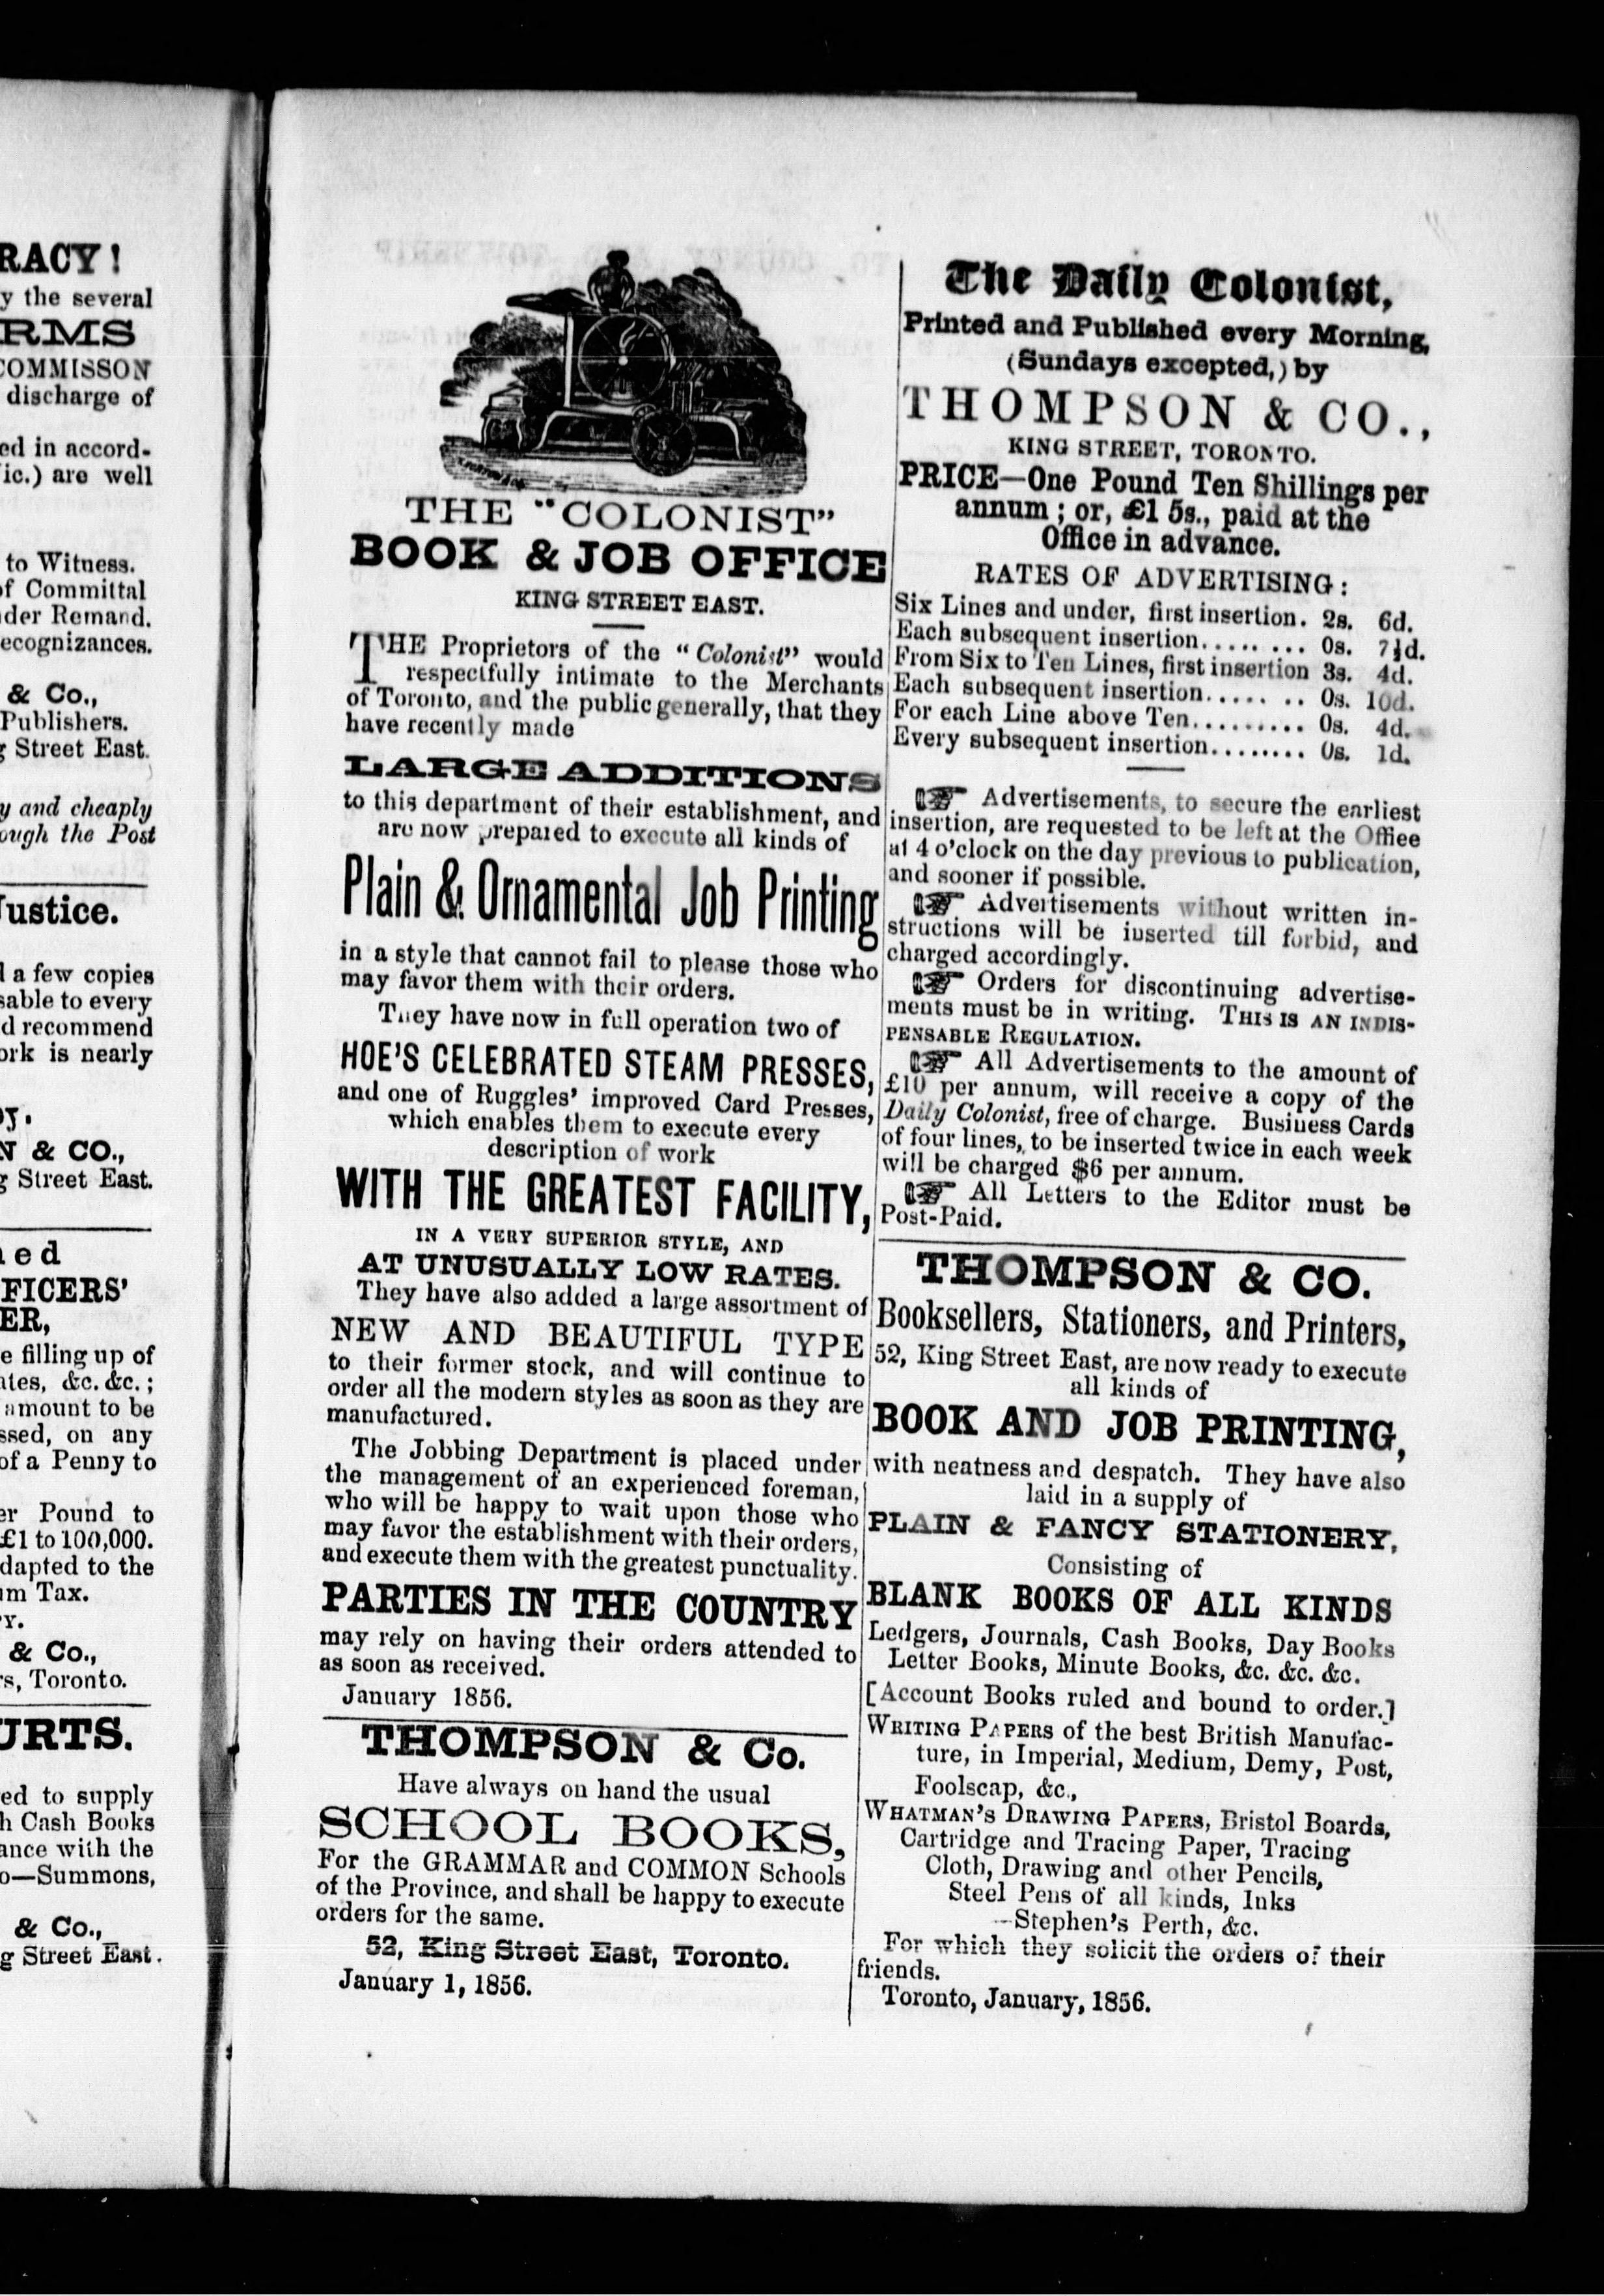 RACY!
y the several
RMS
COMMISSON
discharge of
ed in accord-
ic.) are well
to Witness.
of Committal
der Remand.
ecognizances.
& Co.,
Publishers.
g Street East.
y and cheaply
ough the Post
Justice.
l a few copies
sable to every
d recommend
ork is nearly
y.
N & CO.,
g Street East.
ned
FICERS'
ER,
e filling up of
ates, &c. &c.;
amount to be
ssed, on any
of a Penny to
er Pound to
£1 to 100,000.
dapted to the
um Tax.
Y.
& Co.,
rs, Toronto.
URTS.
ed to supply
h Cash Books
ance with the
o—Summons,
& Co.,
g Street East.
THE "COLONIST"
BOOK & JOB OFFICE
KING STREET EAST.
THE Proprietors of the "Colonist" would
respectfully intimate to the Merchants
of Toronto, and the public generally, that they
have recently made
LARGE ADDITIONS
to this department of their establishment, and
are now prepared to execute all kinds of
Plain & Ornamental Job Printing
in a style that cannot fail to please those who
may favor them with their orders.
They have now in full operation two of
HOE'S CELEBRATED STEAM PRESSES,
and one of Ruggles' improved Card Presses,
which enables them to execute every
description of work
WITH THE GREATEST FACILITY,
IN A VERY SUPERIOR STYLE, AND
AT UNUSUALLY LOW RATES.
They have also added a large assortment of
NEW AND BEAUTIFUL TYPE
to their former stock, and will continue to
order all the modern styles as soon as they are
manufactured.
The Jobbing Department is placed under
the management of an experienced foreman,
who will be happy to wait upon those who
may favor the establishment with their orders,
and execute them with the greatest punctuality.
PARTIES IN THE COUNTRY
may rely on having their orders attended to
as soon as received.
January 1856.
THOMPSON & Co.
Have always on hand the usual
SCHOOL BOOKS,
For the GRAMMAR and COMMON Schools
of the Province, and shall be happy to execute
orders for the same.
52, King Street East, Toronto.
January 1, 1856.
The Daily Colonist,
Printed and Published every Morning,
(Sundays excepted,) by
THOMPSON & CO.,
KING STREET, TORONTO.
PRICE—One Pound Ten Shillings per
annum; or, £1 5s., paid at the
Office in advance.
RATES OF ADVERTISING:
Six Lines and under, first insertion. 2s. 6d.
Each subsequent insertion........ 0s. 7½d.
From Six to Ten Lines, first insertion 3s. 4d.
Each subsequent insertion........ 0s. 10d.
For each Line above Ten.......... 0s. 4d.
Every subsequent insertion........ 0s. 1d.
☞ Advertisements, to secure the earliest
insertion, are requested to be left at the Offiee
at 4 o'clock on the day previous to publication,
and sooner if possible.
☞ Advertisements without written in-
structions will be inserted till forbid, and
charged accordingly.
☞ Orders for discontinuing advertise-
ments must be in writing. THIS IS AN INDIS-
PENSABLE REGULATION.
☞ All Advertisements to the amount of
£10 per annum, will receive a copy of the
Daily Colonist, free of charge. Business Cards
of four lines, to be inserted twice in each week
will be charged $6 per annum.
☞ All Letters to the Editor must be
Post-Paid.
THOMPSON & CO.
Booksellers, Stationers, and Printers,
52, King Street East, are now ready to execute
all kinds of
BOOK AND JOB PRINTING,
with neatness and despatch. They have also
laid in a supply of
PLAIN & FANCY STATIONERY,
Consisting of
BLANK BOOKS OF ALL KINDS
Ledgers, Journals, Cash Books, Day Books
Letter Books, Minute Books, &c. &c. &c.
[Account Books ruled and bound to order.]
WRITING PAPERS of the best British Manufac-
ture, in Imperial, Medium, Demy, Post,
Foolscap, &c.,
WHATMAN'S DRAWING PAPERS, Bristol Boards,
Cartridge and Tracing Paper, Tracing
Cloth, Drawing and other Pencils,
Steel Pens of all kinds, Inks
—Stephen's Perth, &c.
For which they solicit the orders of their
friends.
Toronto, January, 1856.